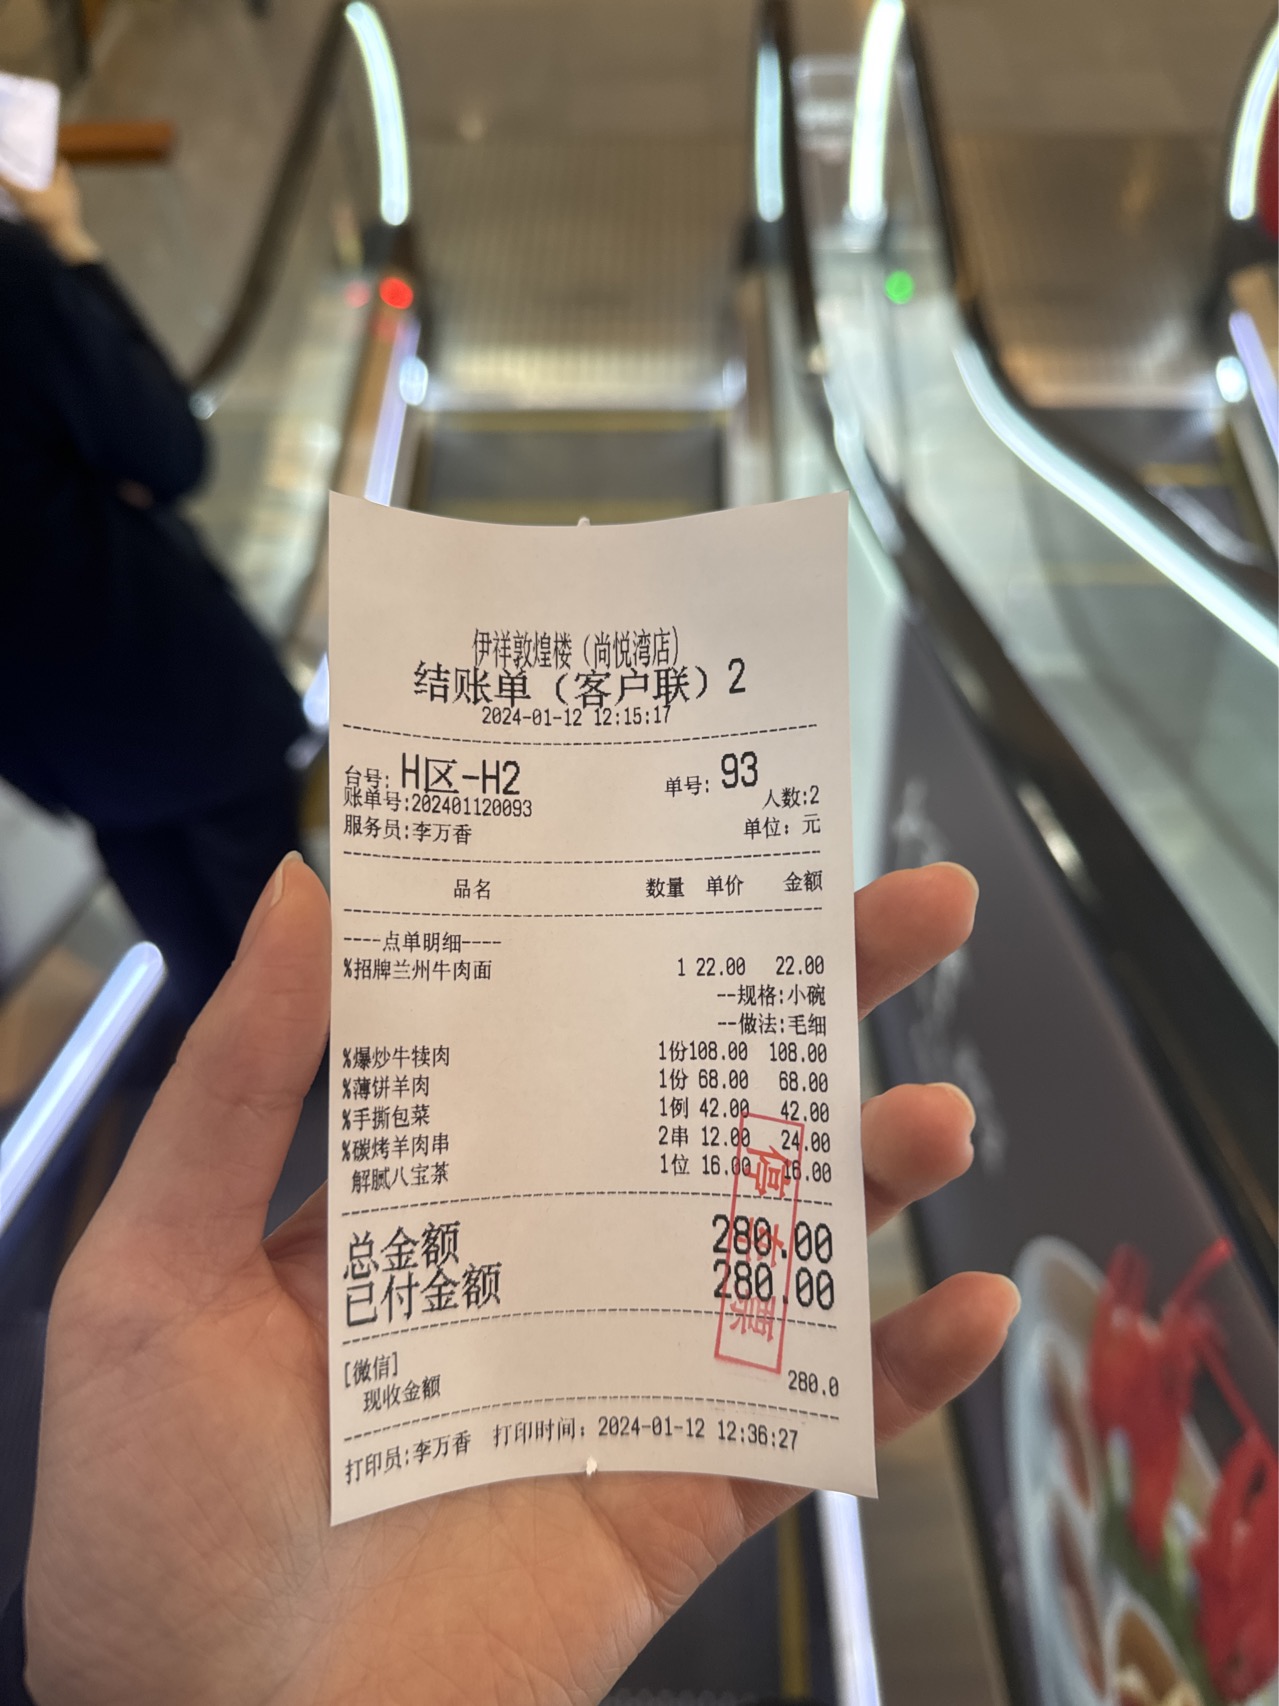 伊祥敦煌楼（尚悦湾店）
结账单（客户联）2
2024-01-12 12:15:17
台号：H区-H2 单号：93
账单号:202401120093 人数:2
服务员:李万香 单位：元
品名 数量 单价 金额
----点单明细----
%招牌兰州牛肉面 1 22.00 22.00
--规格:小碗
--做法:毛细
%爆炒牛犊肉 1份108.00 108.00
%薄饼羊肉 1份 68.00 68.00
%手撕包菜 1例 42.00 42.00
%碳烤羊肉串 2串 12.00 24.00
解腻八宝茶 1位 16.00 16.00
总金额 280.00
已付金额 280.00
停车票
[微信]
现收金额 280.0
打印员:李万香 打印时间：2024-01-12 12:36:27